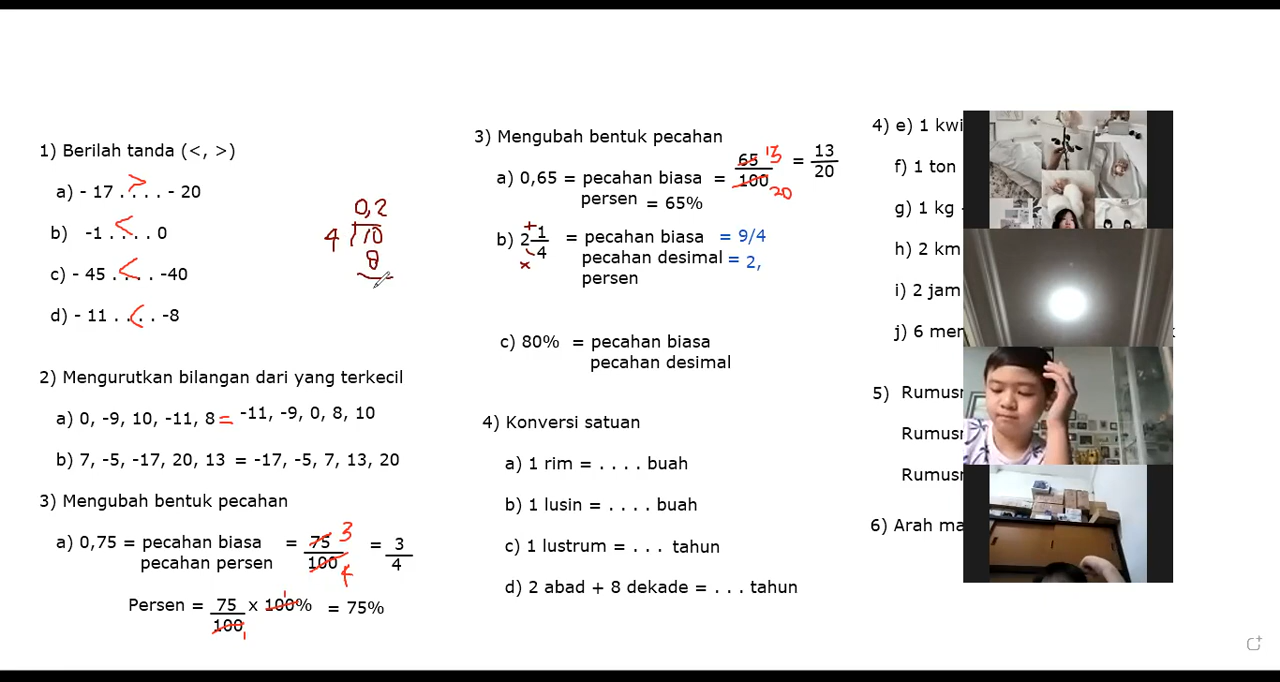 1) Berilah tanda (<, >)
a) - 17 . > . . . - 20
b) -1 . < . . . 0
c) - 45 . < . . . -40
d) - 11 . . < . . -8
0,2
4 10
8
2) Mengurutkan bilangan dari yang terkecil
a) 0, -9, 10, -11, 8 = -11, -9, 0, 8, 10
b) 7, -5, -17, 20, 13 = -17, -5, 7, 13, 20
3) Mengubah bentuk pecahan
a) 0,75 = pecahan biasa = 75/100 3 4 = 3/4
pecahan persen
Persen = 75/100 x 100% 1 1 = 75%
3) Mengubah bentuk pecahan
a) 0,65 = pecahan biasa = 65/100 13 20 = 13/20
persen = 65%
b) 2 1/4 + x = pecahan biasa = 9/4
pecahan desimal = 2,
persen
c) 80% = pecahan biasa
pecahan desimal
4) Konversi satuan
a) 1 rim = . . . . buah
b) 1 lusin = . . . . buah
c) 1 lustrum = . . . tahun
d) 2 abad + 8 dekade = . . . tahun
4) e) 1 kwi
f) 1 ton
g) 1 kg
h) 2 km
i) 2 jam
j) 6 men
5) Rumus
Rumus
Rumus
6) Arah ma